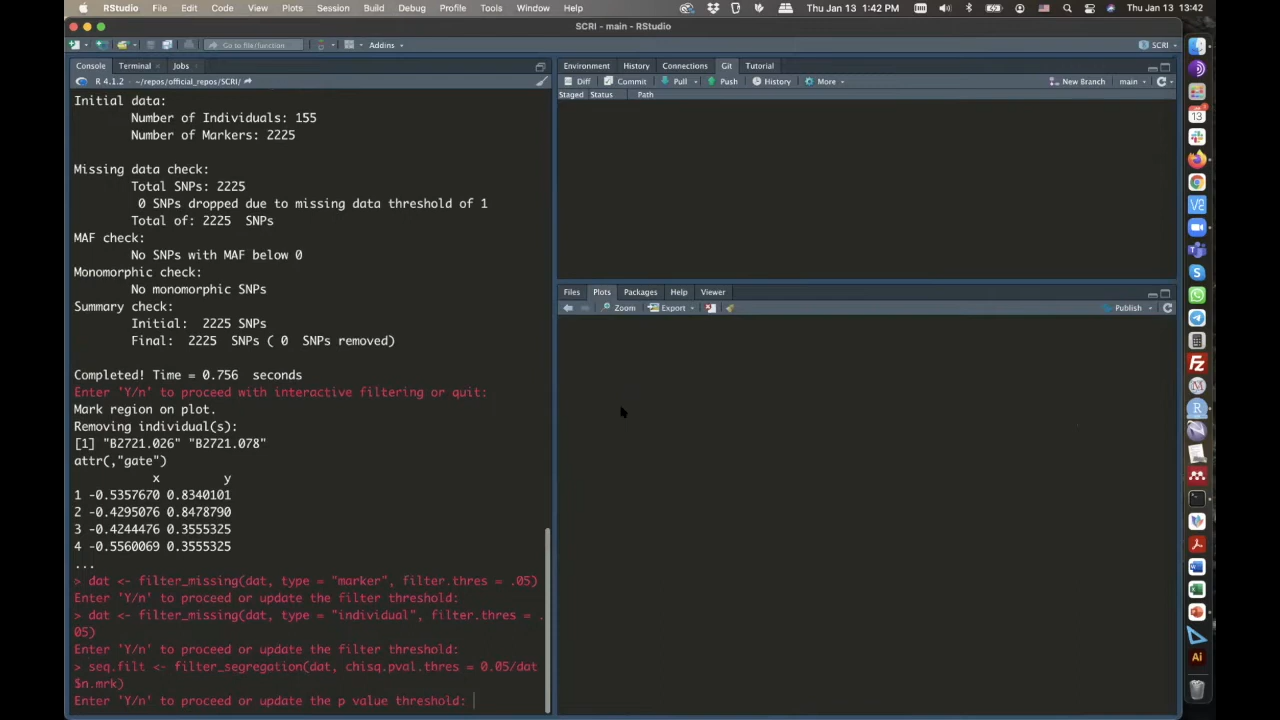 RStudio File Edit Code View Plots Session Build Debug Profile Tools Window Help Thu Jan 13 1:42 PM Thu Jan 13 13:42
SCRI - main - RStudio
Go to file/function Addins SCRI
Console Terminal Jobs
R 4.1.2 · ~/repos/official_repos/SCRI/
Initial data:
Number of Individuals: 155
Number of Markers: 2225
Missing data check:
Total SNPs: 2225
0 SNPs dropped due to missing data threshold of 1
Total of: 2225 SNPs
MAF check:
No SNPs with MAF below 0
Monomorphic check:
No monomorphic SNPs
Summary check:
Initial: 2225 SNPs
Final: 2225 SNPs ( 0 SNPs removed)
Completed! Time = 0.756 seconds
Enter 'Y/n' to proceed with interactive filtering or quit:
Mark region on plot.
Removing individual(s):
[1] "B2721.026" "B2721.078"
attr(,"gate")
x y
1 -0.5357670 0.8340101
2 -0.4295076 0.8478790
3 -0.4244476 0.3555325
4 -0.5560069 0.3555325
...
> dat <- filter_missing(dat, type = "marker", filter.thres = .05)
Enter 'Y/n' to proceed or update the filter threshold:
> dat <- filter_missing(dat, type = "individual", filter.thres = .
05)
Enter 'Y/n' to proceed or update the filter threshold:
> seq.filt <- filter_segregation(dat, chisq.pval.thres = 0.05/dat
$n.mrk)
Enter 'Y/n' to proceed or update the p value threshold:
Environment History Connections Git Tutorial
Diff Commit Pull Push History More New Branch main
Staged Status Path
Files Plots Packages Help Viewer
Zoom Export Publish
JAN
13
Fz
R
Ai